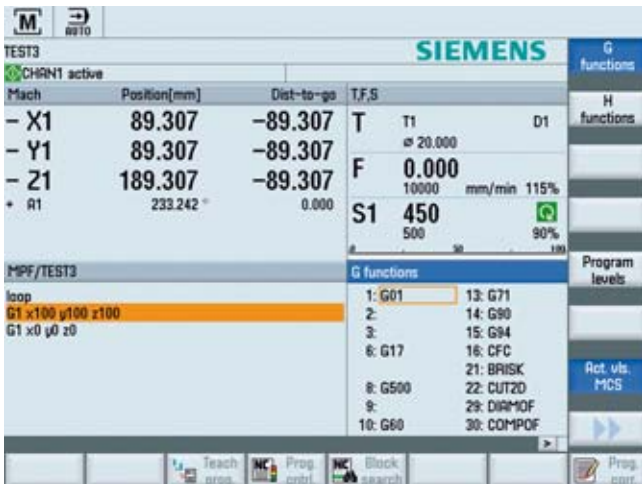 M
AUTO
TEST3
SIEMENS
G functions
CHAN1 active
Mach Position[mm] Dist-to-go
T,F,S
H functions
- X1 89.307 -89.307
T T1 D1
ø 20.000
- Y1 89.307 -89.307
F 0.000
10000 mm/min 115%
- Z1 189.307 -89.307
+ A1 233.242 ° 0.000
S1 450
500 90%
0 50 100
MPF/TEST3
G functions
Program levels
loop
G1 x100 y100 z100
G1 x0 y0 z0
1: G01 13: G71
2: 14: G90
3: 15: G94
6: G17 16: CFC
21: BRISK
8: G500 22: CUT2D
9: 29: DIAMOF
10: G60 30: COMPOF
Act. vls. MCS
Teach prog.
NC Prog. cntrl.
NC Block search
Prog. corr.